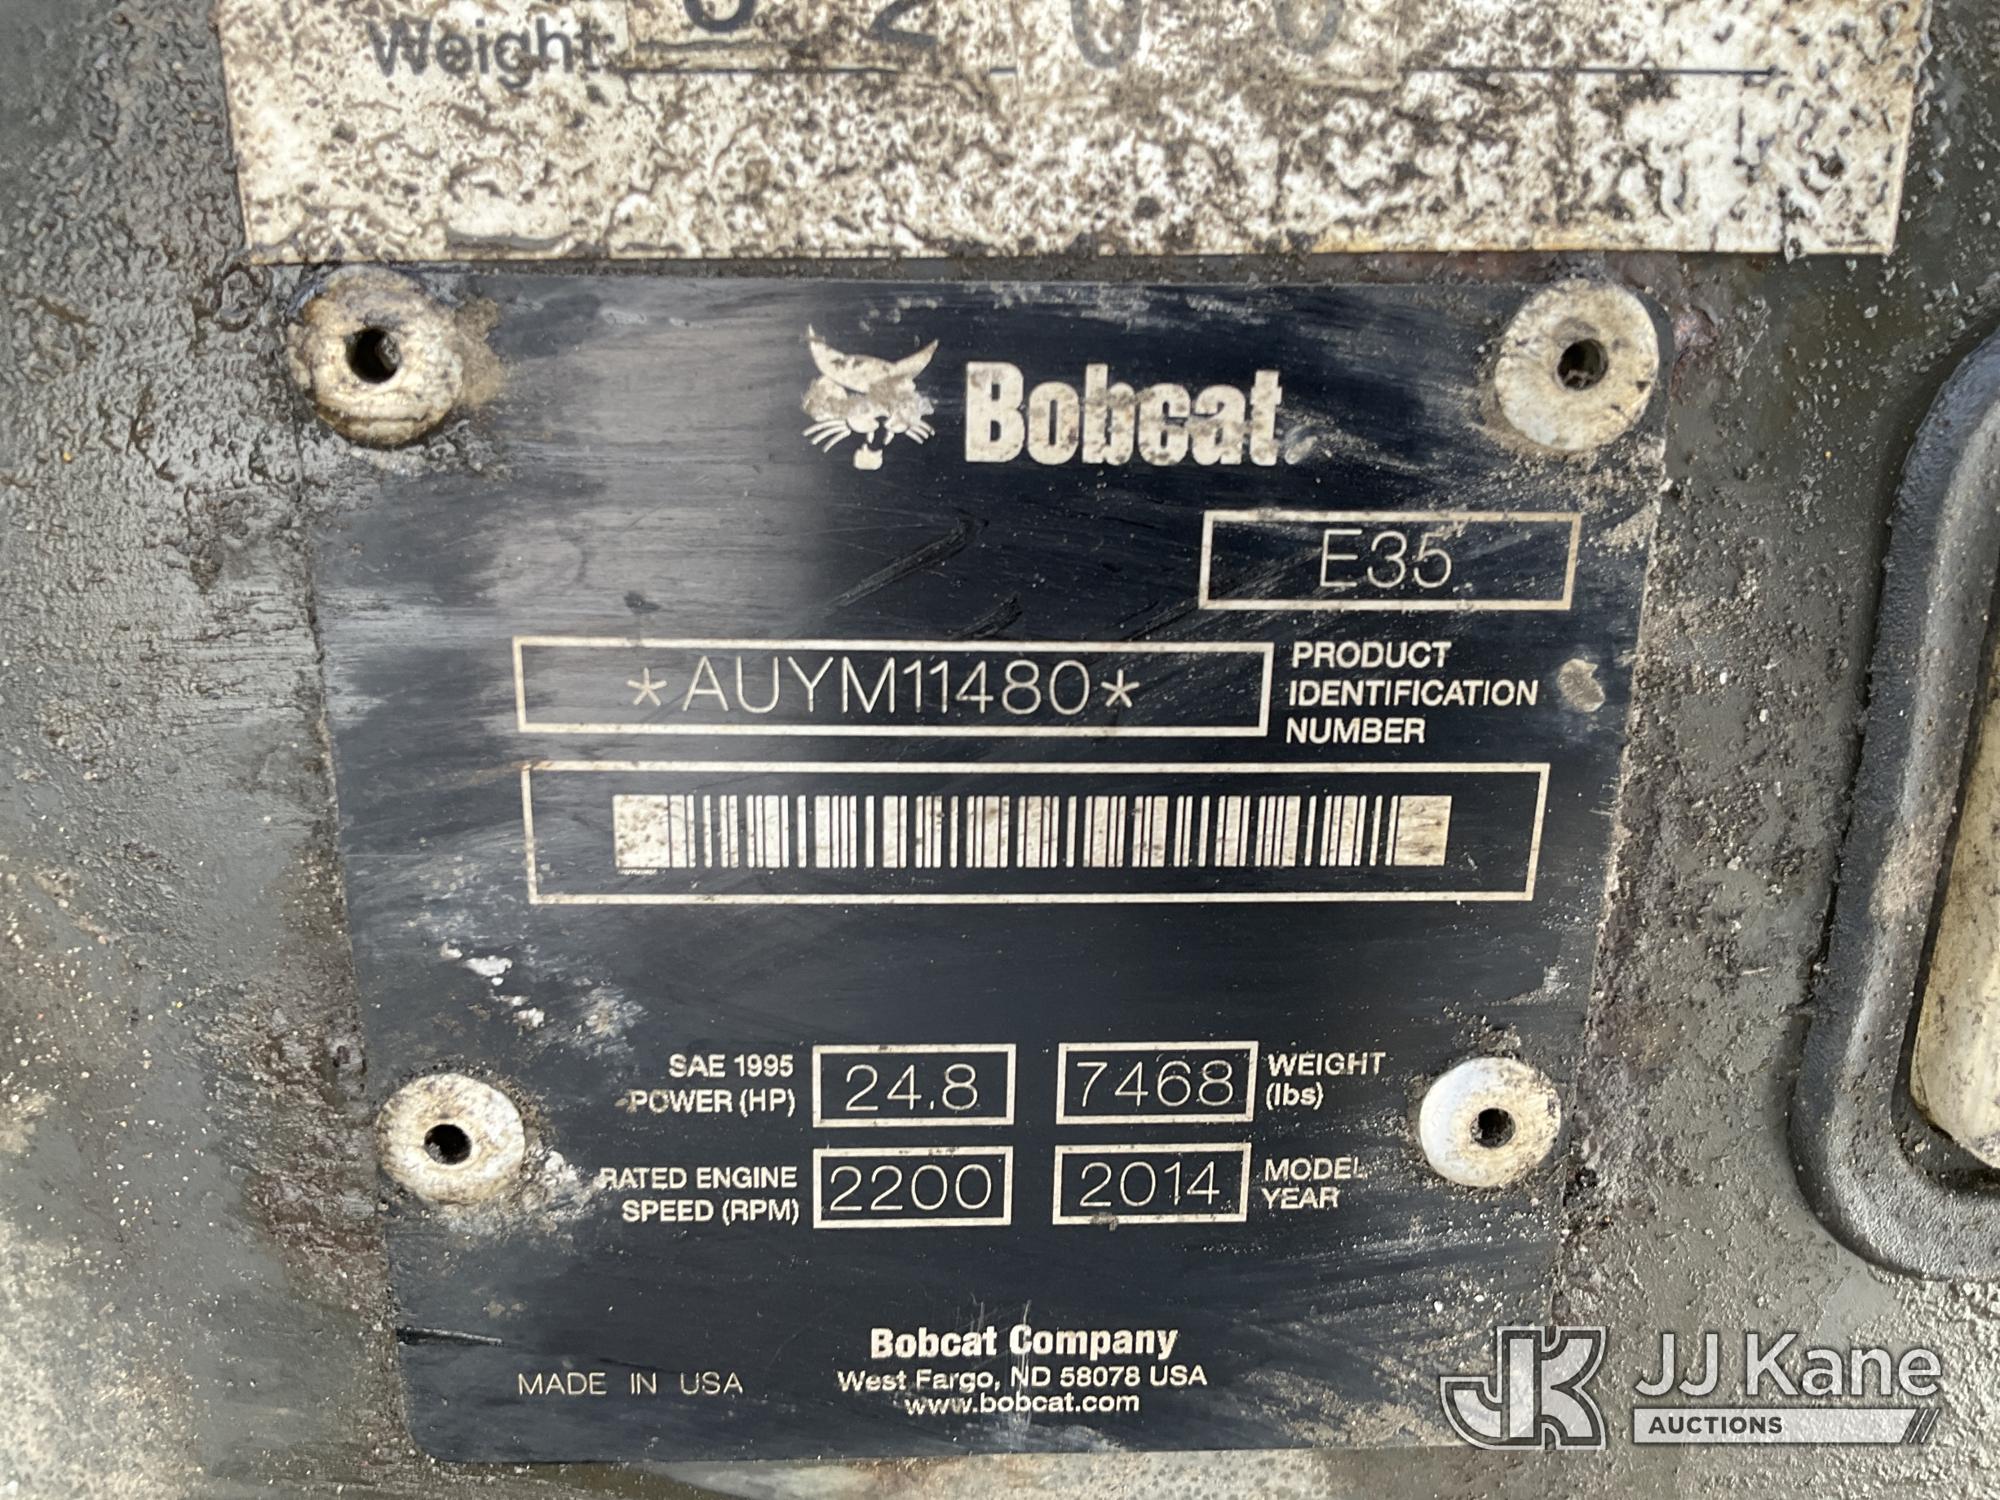 Weight:
Bobcat.
E35
*AUYM11480*
PRODUCT
IDENTIFICATION
NUMBER
SAE 1995
POWER (HP)
24.8
7468
WEIGHT
(lbs)
RATED ENGINE
SPEED (RPM)
2200
2014
MODEL
YEAR
Bobcat Company
MADE IN USA
West Fargo, ND 58078 USA
www.bobcat.com
JK
JJ Kane
AUCTIONS